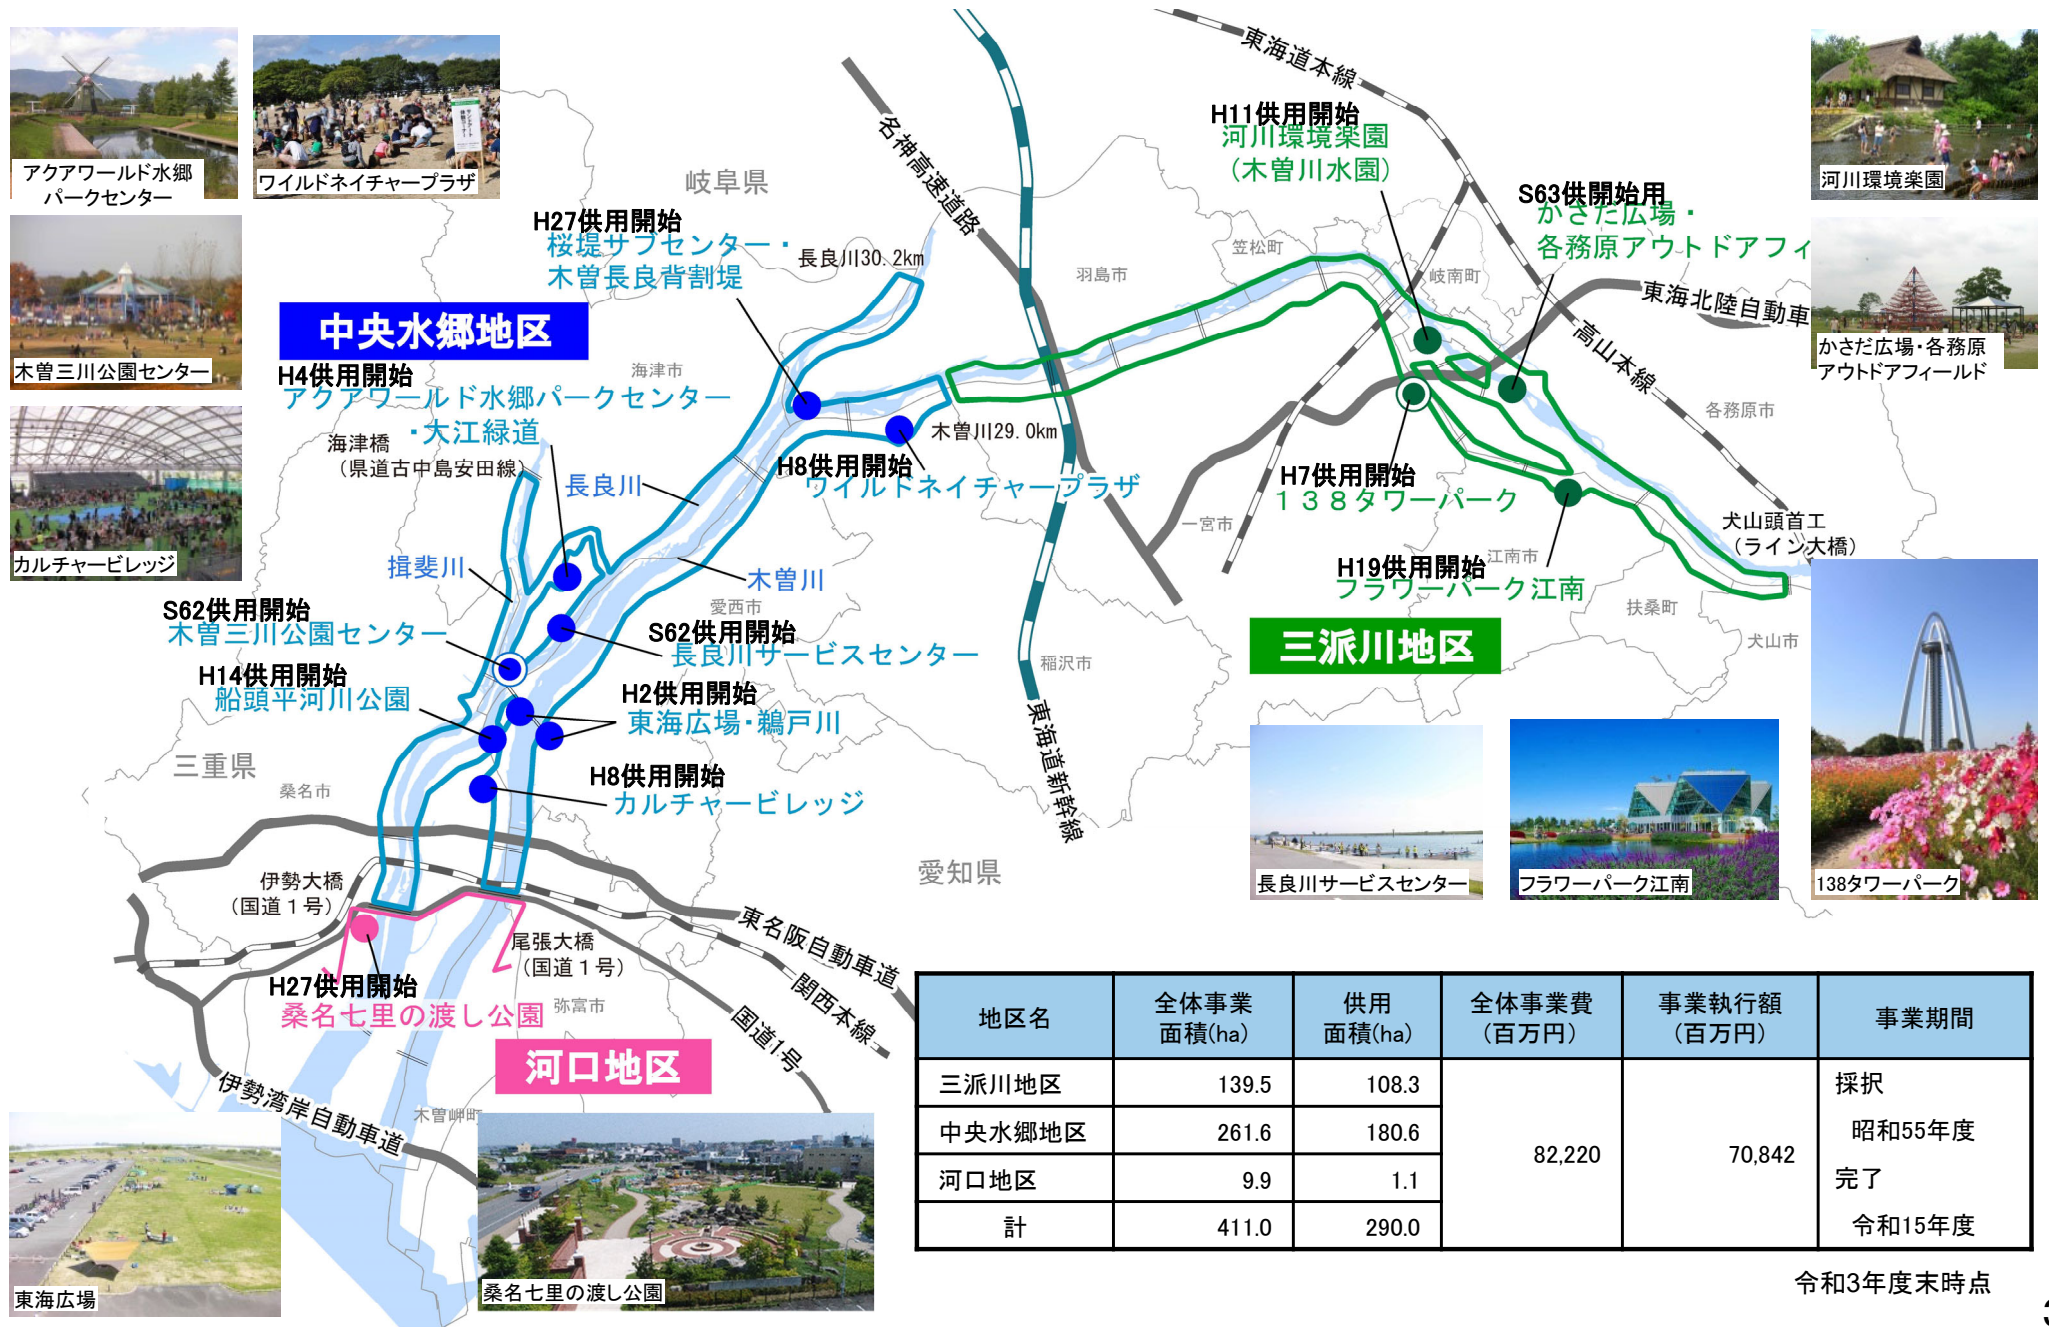 アクアワールド水郷
パークセンター
ワイルドネイチャープラザ
木曽三川公園センター
カルチャービレッジ
東海道本線
名神高速道路
岐阜県
H11供用開始
河川環境楽園
(木曽川水園)
S63供開始用
かさだ広場・
各務原アウトドアフィ
河川環境楽園
かさだ広場・各務原
アウトドアフィールド
H27供用開始
桜堤サブセンター・
木曽長良背割堤
長良川30.2km
羽島市
笠松町
岐南町
東海北陸自動車
高山本線
各務原市
中央水郷地区
海津市
H4供用開始
アクアワールド水郷パークセンター
・大江緑道
海津橋
(県道古中島安田線)
長良川
木曽川29.0km
H8供用開始
ワイルドネイチャープラザ
H7供用開始
138タワーパーク
一宮市
犬山頭首工
(ライン大橋)
揖斐川
木曽川
江南市
H19供用開始
フラワーパーク江南
扶桑町
犬山市
愛西市
S62供用開始
木曽三川公園センター
S62供用開始
長良川サービスセンター
三派川地区
稲沢市
H14供用開始
船頭平河川公園
H2供用開始
東海広場・鵜戸川
東海道新幹線
三重県
桑名市
H8供用開始
カルチャービレッジ
愛知県
長良川サービスセンター
フラワーパーク江南
138タワーパーク
伊勢大橋
(国道1号)
尾張大橋
(国道1号)
東名阪自動車道
関西本線
国道1号
H27供用開始
桑名七里の渡し公園
弥富市
河口地区
伊勢湾岸自動車道
木曽岬町
東海広場
桑名七里の渡し公園
地区名 全体事業面積(ha) 供用面積(ha) 全体事業費(百万円) 事業執行額(百万円) 事業期間
三派川地区 139.5 108.3 82,220 70,842 採択
中央水郷地区 261.6 180.6 昭和55年度
河口地区 9.9 1.1 完了
計 411.0 290.0 令和15年度
令和3年度末時点